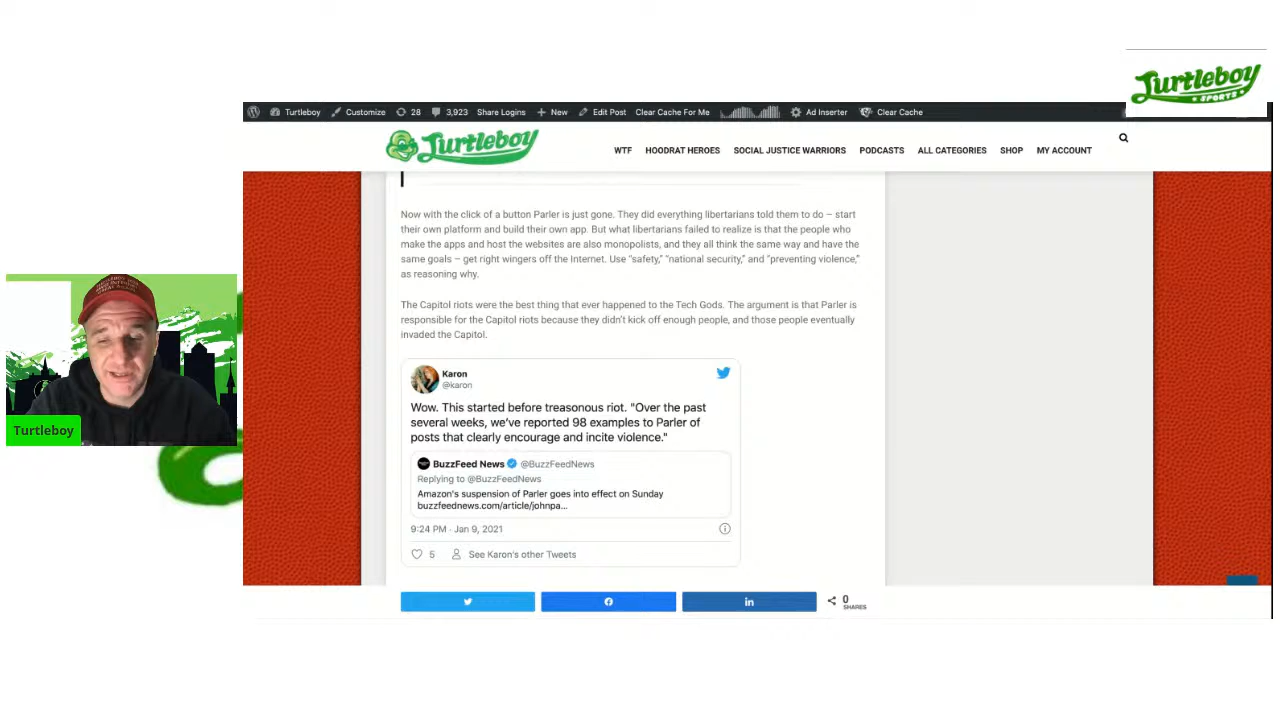 Turtleboy
SPORTS
Turtleboy Customize 28 3,923 Share Logins New Edit Post Clear Cache For Me Ad Inserter Clear Cache
Turtleboy
WTF HOODRAT HEROES SOCIAL JUSTICE WARRIORS PODCASTS ALL CATEGORIES SHOP MY ACCOUNT
Now with the click of a button Parler is just gone. They did everything libertarians told them to do – start
their own platform and build their own app. But what libertarians failed to realize is that the people who
make the apps and host the websites are also monopolists, and they all think the same way and have the
same goals – get right wingers off the Internet. Use “safety,” “national security,” and “preventing violence,”
as reasoning why.
The Capitol riots were the best thing that ever happened to the Tech Gods. The argument is that Parler is
responsible for the Capitol riots because they didn’t kick off enough people, and those people eventually
invaded the Capitol.
Karon
@karon
Wow. This started before treasonous riot. "Over the past
several weeks, we’ve reported 98 examples to Parler of
posts that clearly encourage and incite violence."
BuzzFeed News @BuzzFeedNews
Replying to @BuzzFeedNews
Amazon's suspension of Parler goes into effect on Sunday
buzzfeednews.com/article/johnpa...
9:24 PM · Jan 9, 2021
5 See Karon's other Tweets
0
SHARES
Turtleboy